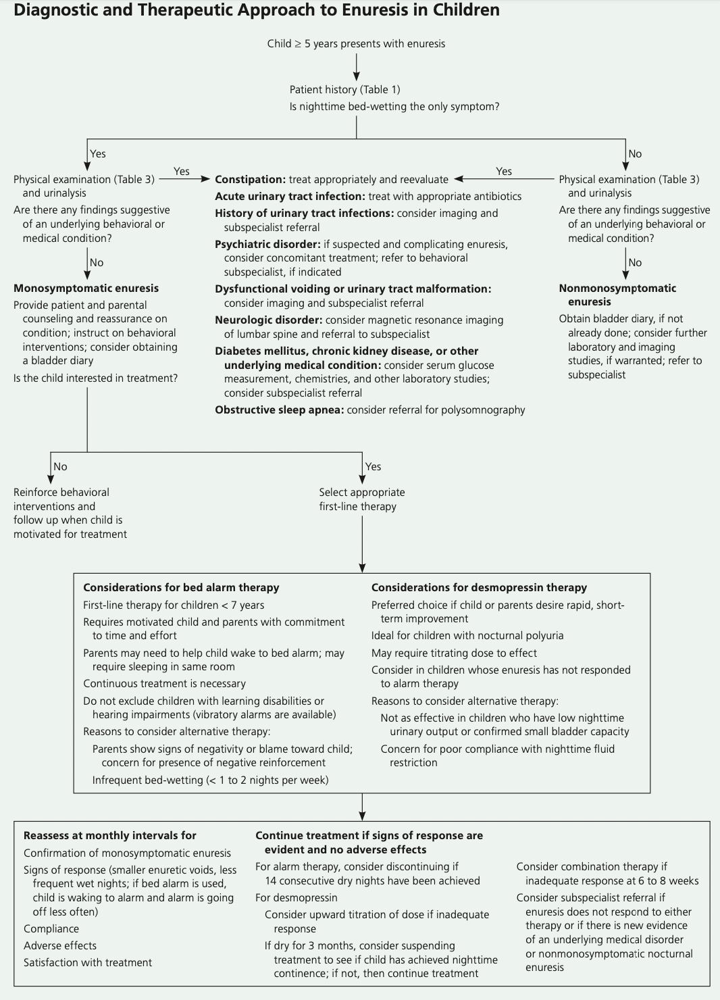 Diagnostic and Therapeutic Approach to Enuresis in Children
Child ≥ 5 years presents with enuresis
Patient history (Table 1)
Is nighttime bed-wetting the only symptom?
Yes
No
Physical examination (Table 3)
and urinalysis
Are there any findings suggestive
of an underlying behavioral or
medical condition?
Yes
No
Monosymptomatic enuresis
Provide patient and parental
counseling and reassurance on
condition; instruct on behavioral
interventions; consider obtaining
a bladder diary
Is the child interested in treatment?
Constipation: treat appropriately and reevaluate
Acute urinary tract infection: treat with appropriate antibiotics
History of urinary tract infections: consider imaging and
subspecialist referral
Psychiatric disorder: if suspected and complicating enuresis,
consider concomitant treatment; refer to behavioral
subspecialist, if indicated
Dysfunctional voiding or urinary tract malformation:
consider imaging and subspecialist referral
Neurologic disorder: consider magnetic resonance imaging
of lumbar spine and referral to subspecialist
Diabetes mellitus, chronic kidney disease, or other
underlying medical condition: consider serum glucose
measurement, chemistries, and other laboratory studies;
consider subspecialist referral
Obstructive sleep apnea: consider referral for polysomnography
Yes
Physical examination (Table 3)
and urinalysis
Are there any findings suggestive
of an underlying behavioral or
medical condition?
No
Nonmonosymptomatic
enuresis
Obtain bladder diary, if not
already done; consider further
laboratory and imaging
studies, if warranted; refer to
subspecialist
No
Yes
Reinforce behavioral
interventions and
follow up when child is
motivated for treatment
Select appropriate
first-line therapy
Considerations for bed alarm therapy
First-line therapy for children < 7 years
Requires motivated child and parents with commitment
to time and effort
Parents may need to help child wake to bed alarm; may
require sleeping in same room
Continuous treatment is necessary
Do not exclude children with learning disabilities or
hearing impairments (vibratory alarms are available)
Reasons to consider alternative therapy:
Parents show signs of negativity or blame toward child;
concern for presence of negative reinforcement
Infrequent bed-wetting (< 1 to 2 nights per week)
Considerations for desmopressin therapy
Preferred choice if child or parents desire rapid, short-
term improvement
Ideal for children with nocturnal polyuria
May require titrating dose to effect
Consider in children whose enuresis has not responded
to alarm therapy
Reasons to consider alternative therapy:
Not as effective in children who have low nighttime
urinary output or confirmed small bladder capacity
Concern for poor compliance with nighttime fluid
restriction
Reassess at monthly intervals for
Confirmation of monosymptomatic enuresis
Signs of response (smaller enuretic voids, less
frequent wet nights; if bed alarm is used,
child is waking to alarm and alarm is going
off less often)
Compliance
Adverse effects
Satisfaction with treatment
Continue treatment if signs of response are
evident and no adverse effects
For alarm therapy, consider discontinuing if
14 consecutive dry nights have been achieved
For desmopressin
Consider upward titration of dose if inadequate
response
If dry for 3 months, consider suspending
treatment to see if child has achieved nighttime
continence; if not, then continue treatment
Consider combination therapy if
inadequate response at 6 to 8 weeks
Consider subspecialist referral if
enuresis does not respond to either
therapy or if there is new evidence
of an underlying medical disorder
or nonmonosymptomatic nocturnal
enuresis